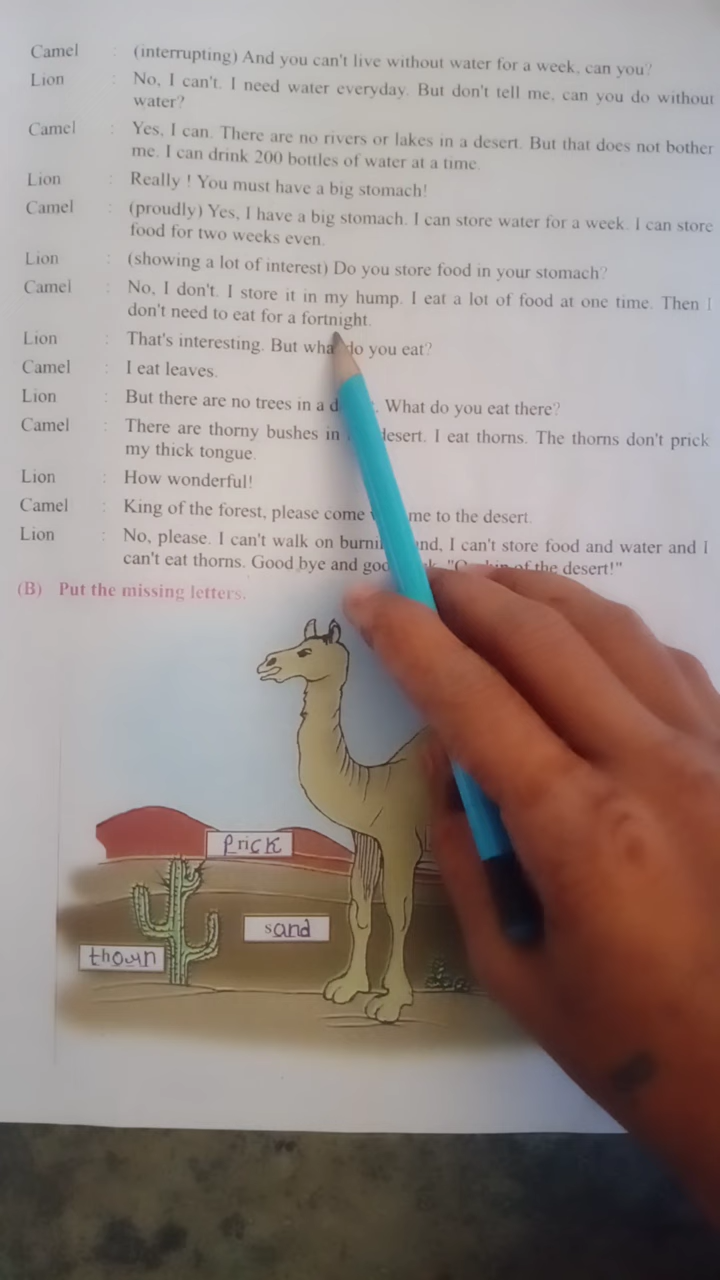 Camel : (interrupting) And you can't live without water for a week, can you?
Lion : No, I can't. I need water everyday. But don't tell me, can you do without
water?
Camel : Yes, I can. There are no rivers or lakes in a desert. But that does not bother
me. I can drink 200 bottles of water at a time.
Lion : Really ! You must have a big stomach!
Camel : (proudly) Yes, I have a big stomach. I can store water for a week. I can store
food for two weeks even.
Lion : (showing a lot of interest) Do you store food in your stomach?
Camel : No, I don't. I store it in my hump. I eat a lot of food at one time. Then I
don't need to eat for a fortnight.
Lion : That's interesting. But wha do you eat?
Camel : I eat leaves.
Lion : But there are no trees in a d . What do you eat there?
Camel : There are thorny bushes in desert. I eat thorns. The thorns don't prick
my thick tongue.
Lion : How wonderful!
Camel : King of the forest, please come me to the desert.
Lion : No, please. I can't walk on burni nd, I can't store food and water and I
can't eat thorns. Good bye and goo of the desert!"
(B) Put the missing letters.
prick
sand
thoun